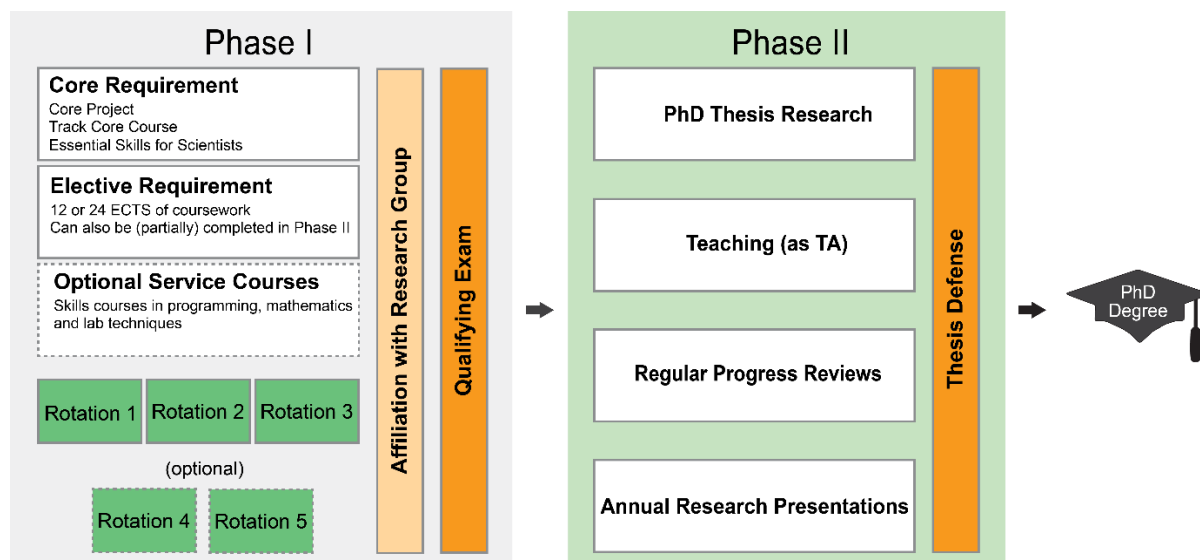 Phase I
Core Requirement
Core Project
Track Core Course
Essential Skills for Scientists
Elective Requirement
12 or 24 ECTS of coursework
Can also be (partially) completed in Phase II
Optional Service Courses
Skills courses in programming, mathematics
and lab techniques
Rotation 1
Rotation 2
Rotation 3
(optional)
Rotation 4
Rotation 5
Affiliation with Research Group
Qualifying Exam
Phase II
PhD Thesis Research
Teaching (as TA)
Regular Progress Reviews
Annual Research Presentations
Thesis Defense
PhD
Degree